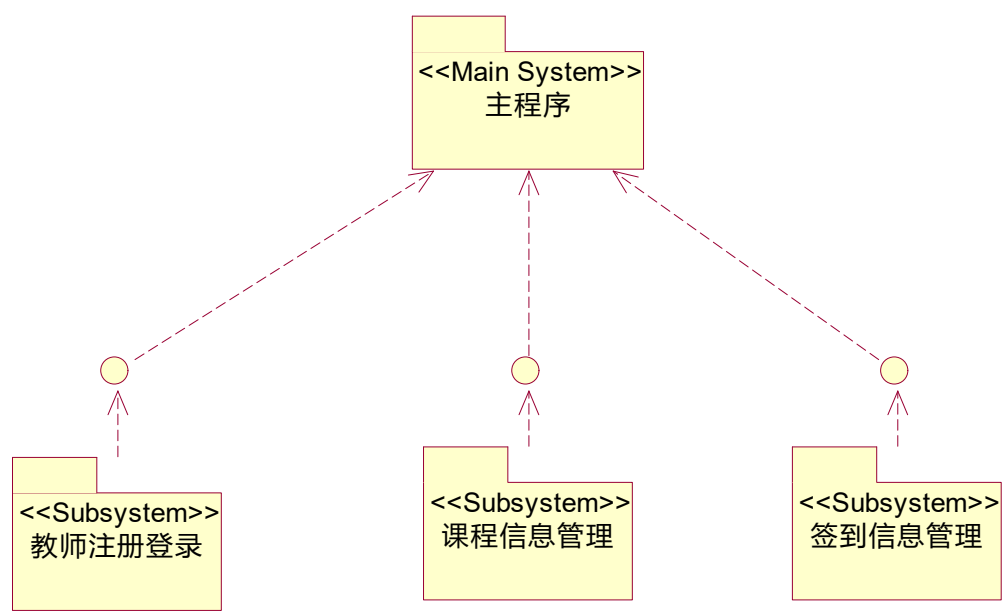 <<Main System>>
主程序
<<Subsystem>>
教师注册登录
<<Subsystem>>
课程信息管理
<<Subsystem>>
签到信息管理